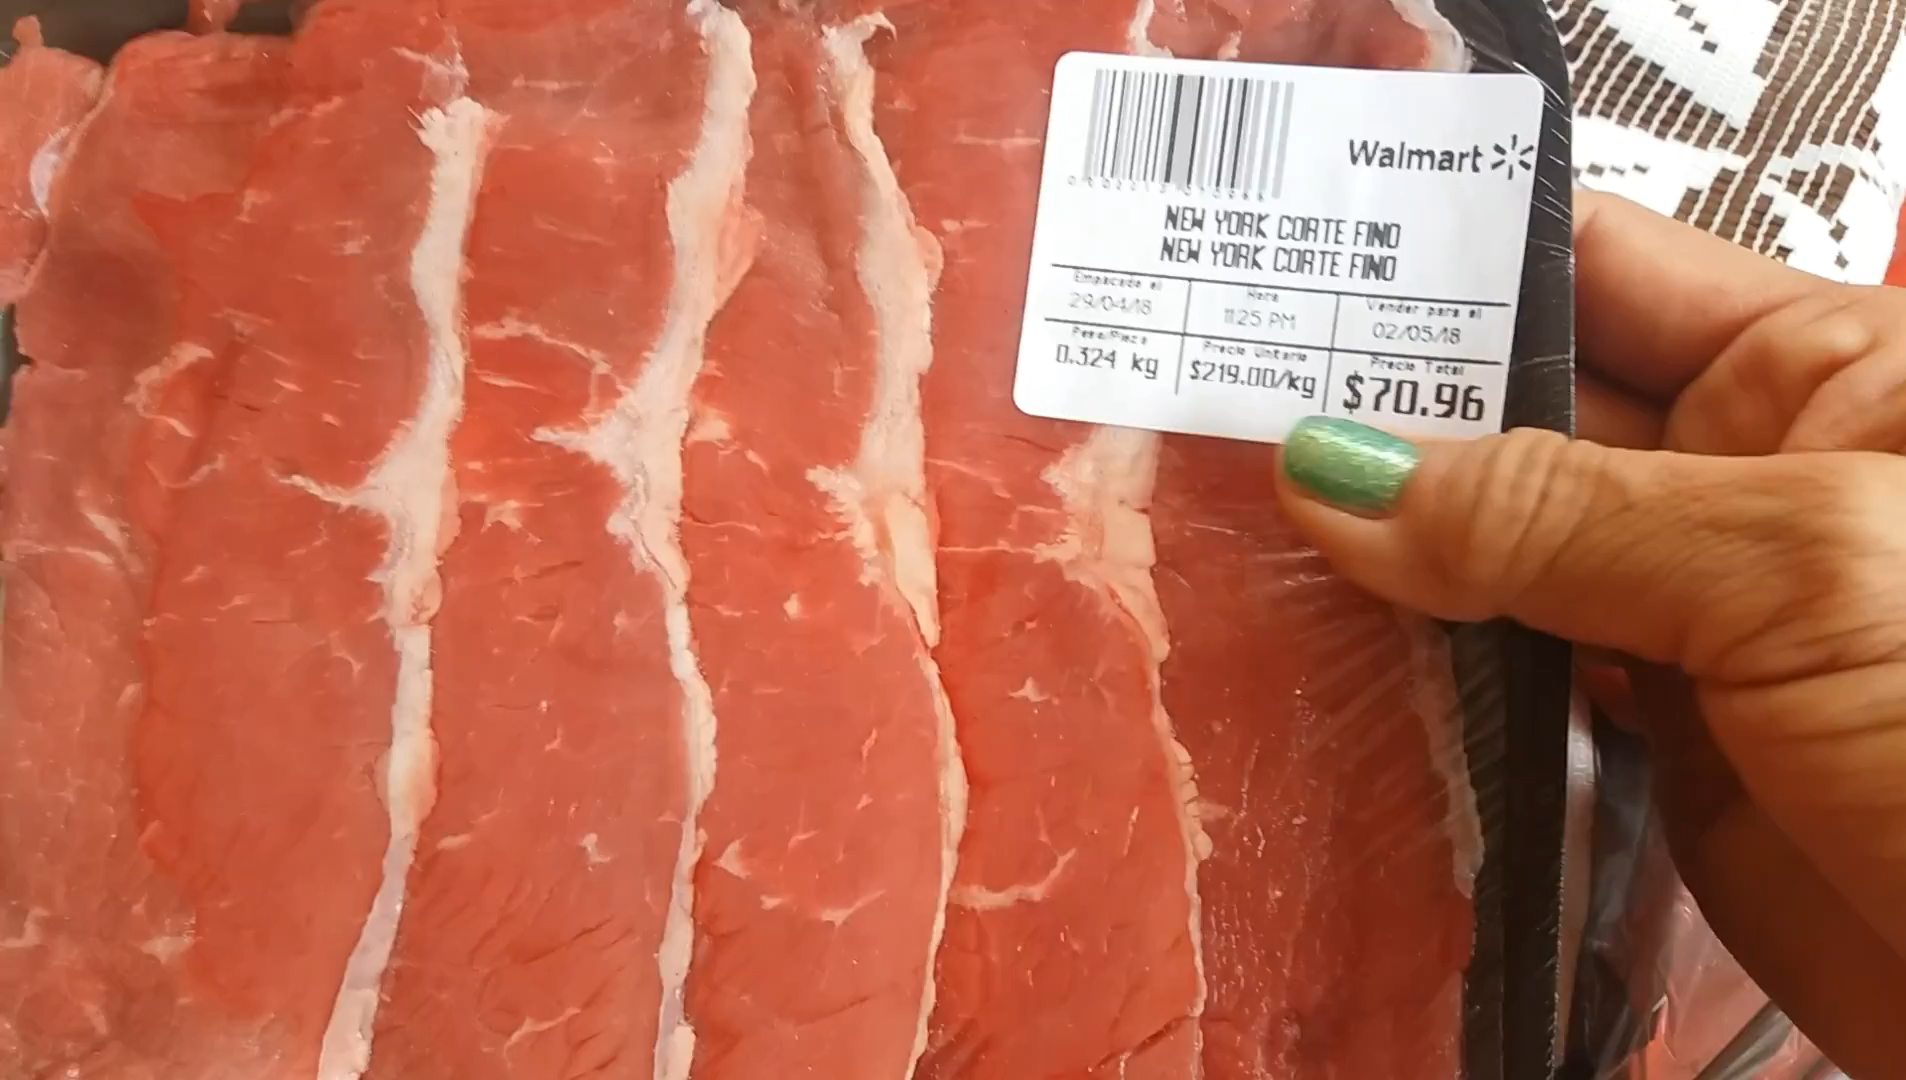 Walmart
NEW YORK CORTE FINO
NEW YORK CORTE FINO
Empacado el
29/04/18
Hora
11:25 PM
Vender para el
02/05/18
Peso/Pieza
0.324 kg
Precio Unitario
$219.00/kg
Precio Total
$70.96